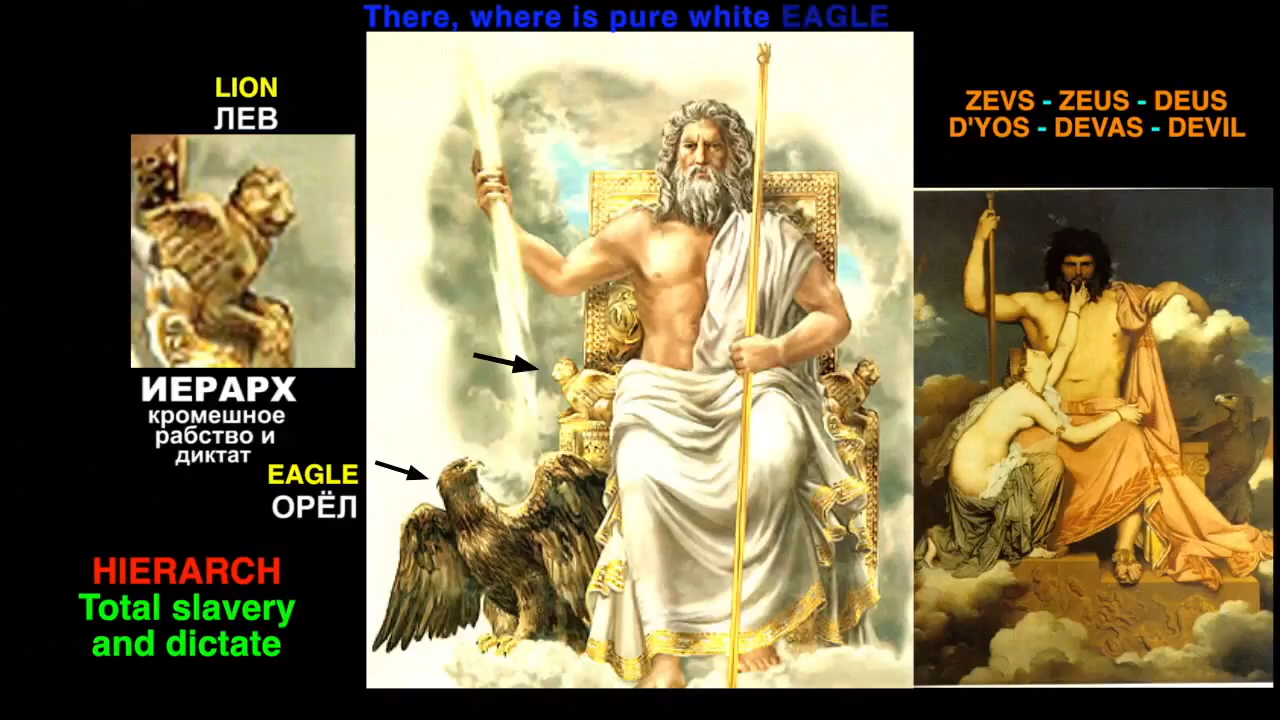 There, where is pure white EAGLE
LION
ЛЕВ
ИЕРАРХ
кромешное
рабство и
диктат
EAGLE
ОРЁЛ
HIERARCH
Total slavery
and dictate
ZEVS - ZEUS - DEUS
D'YOS - DEVAS - DEVIL